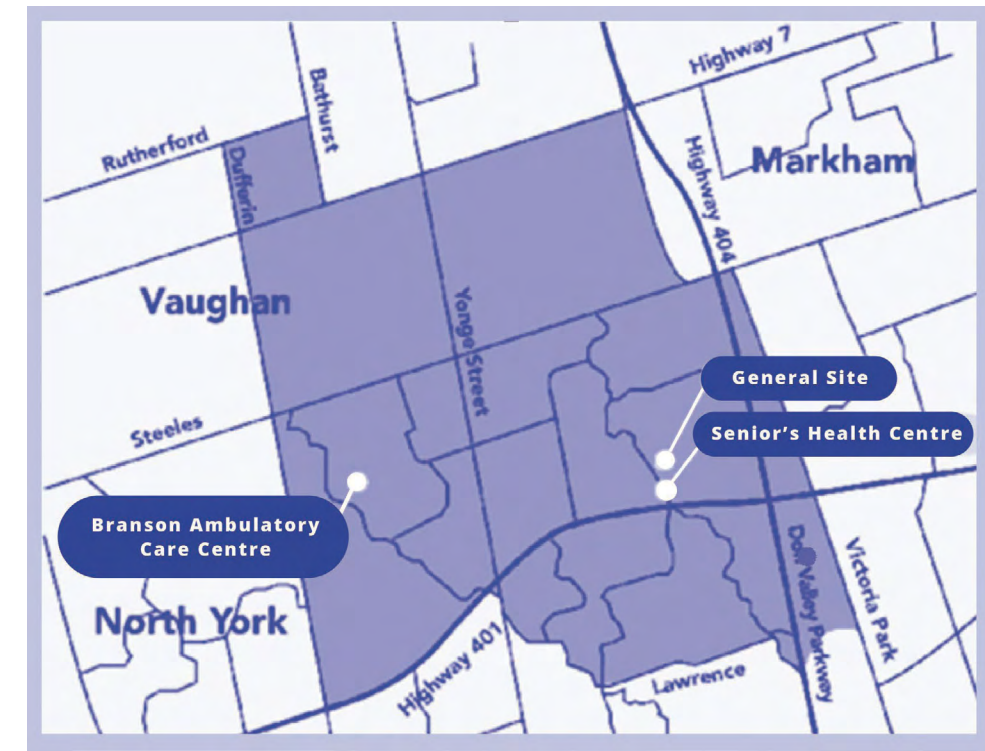 Highway 7
Bathurst
Rutherford
Dufferin
Markham
Highway 404
Vaughan
Yonge Street
General Site
Steeles
Senior's Health Centre
Branson Ambulatory
Care Centre
Don Valley Parkway
Victoria Park
North York
Highway 401
Lawrence